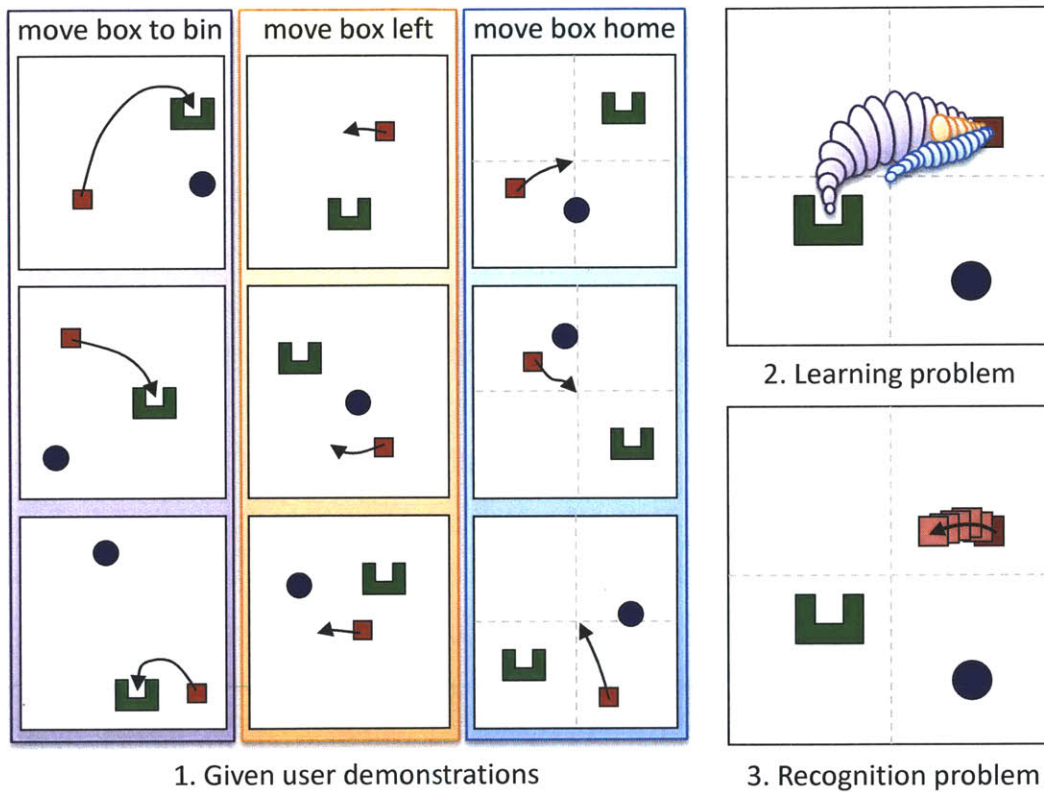 move box to bin
move box left
move box home
2. Learning problem
1. Given user demonstrations
3. Recognition problem